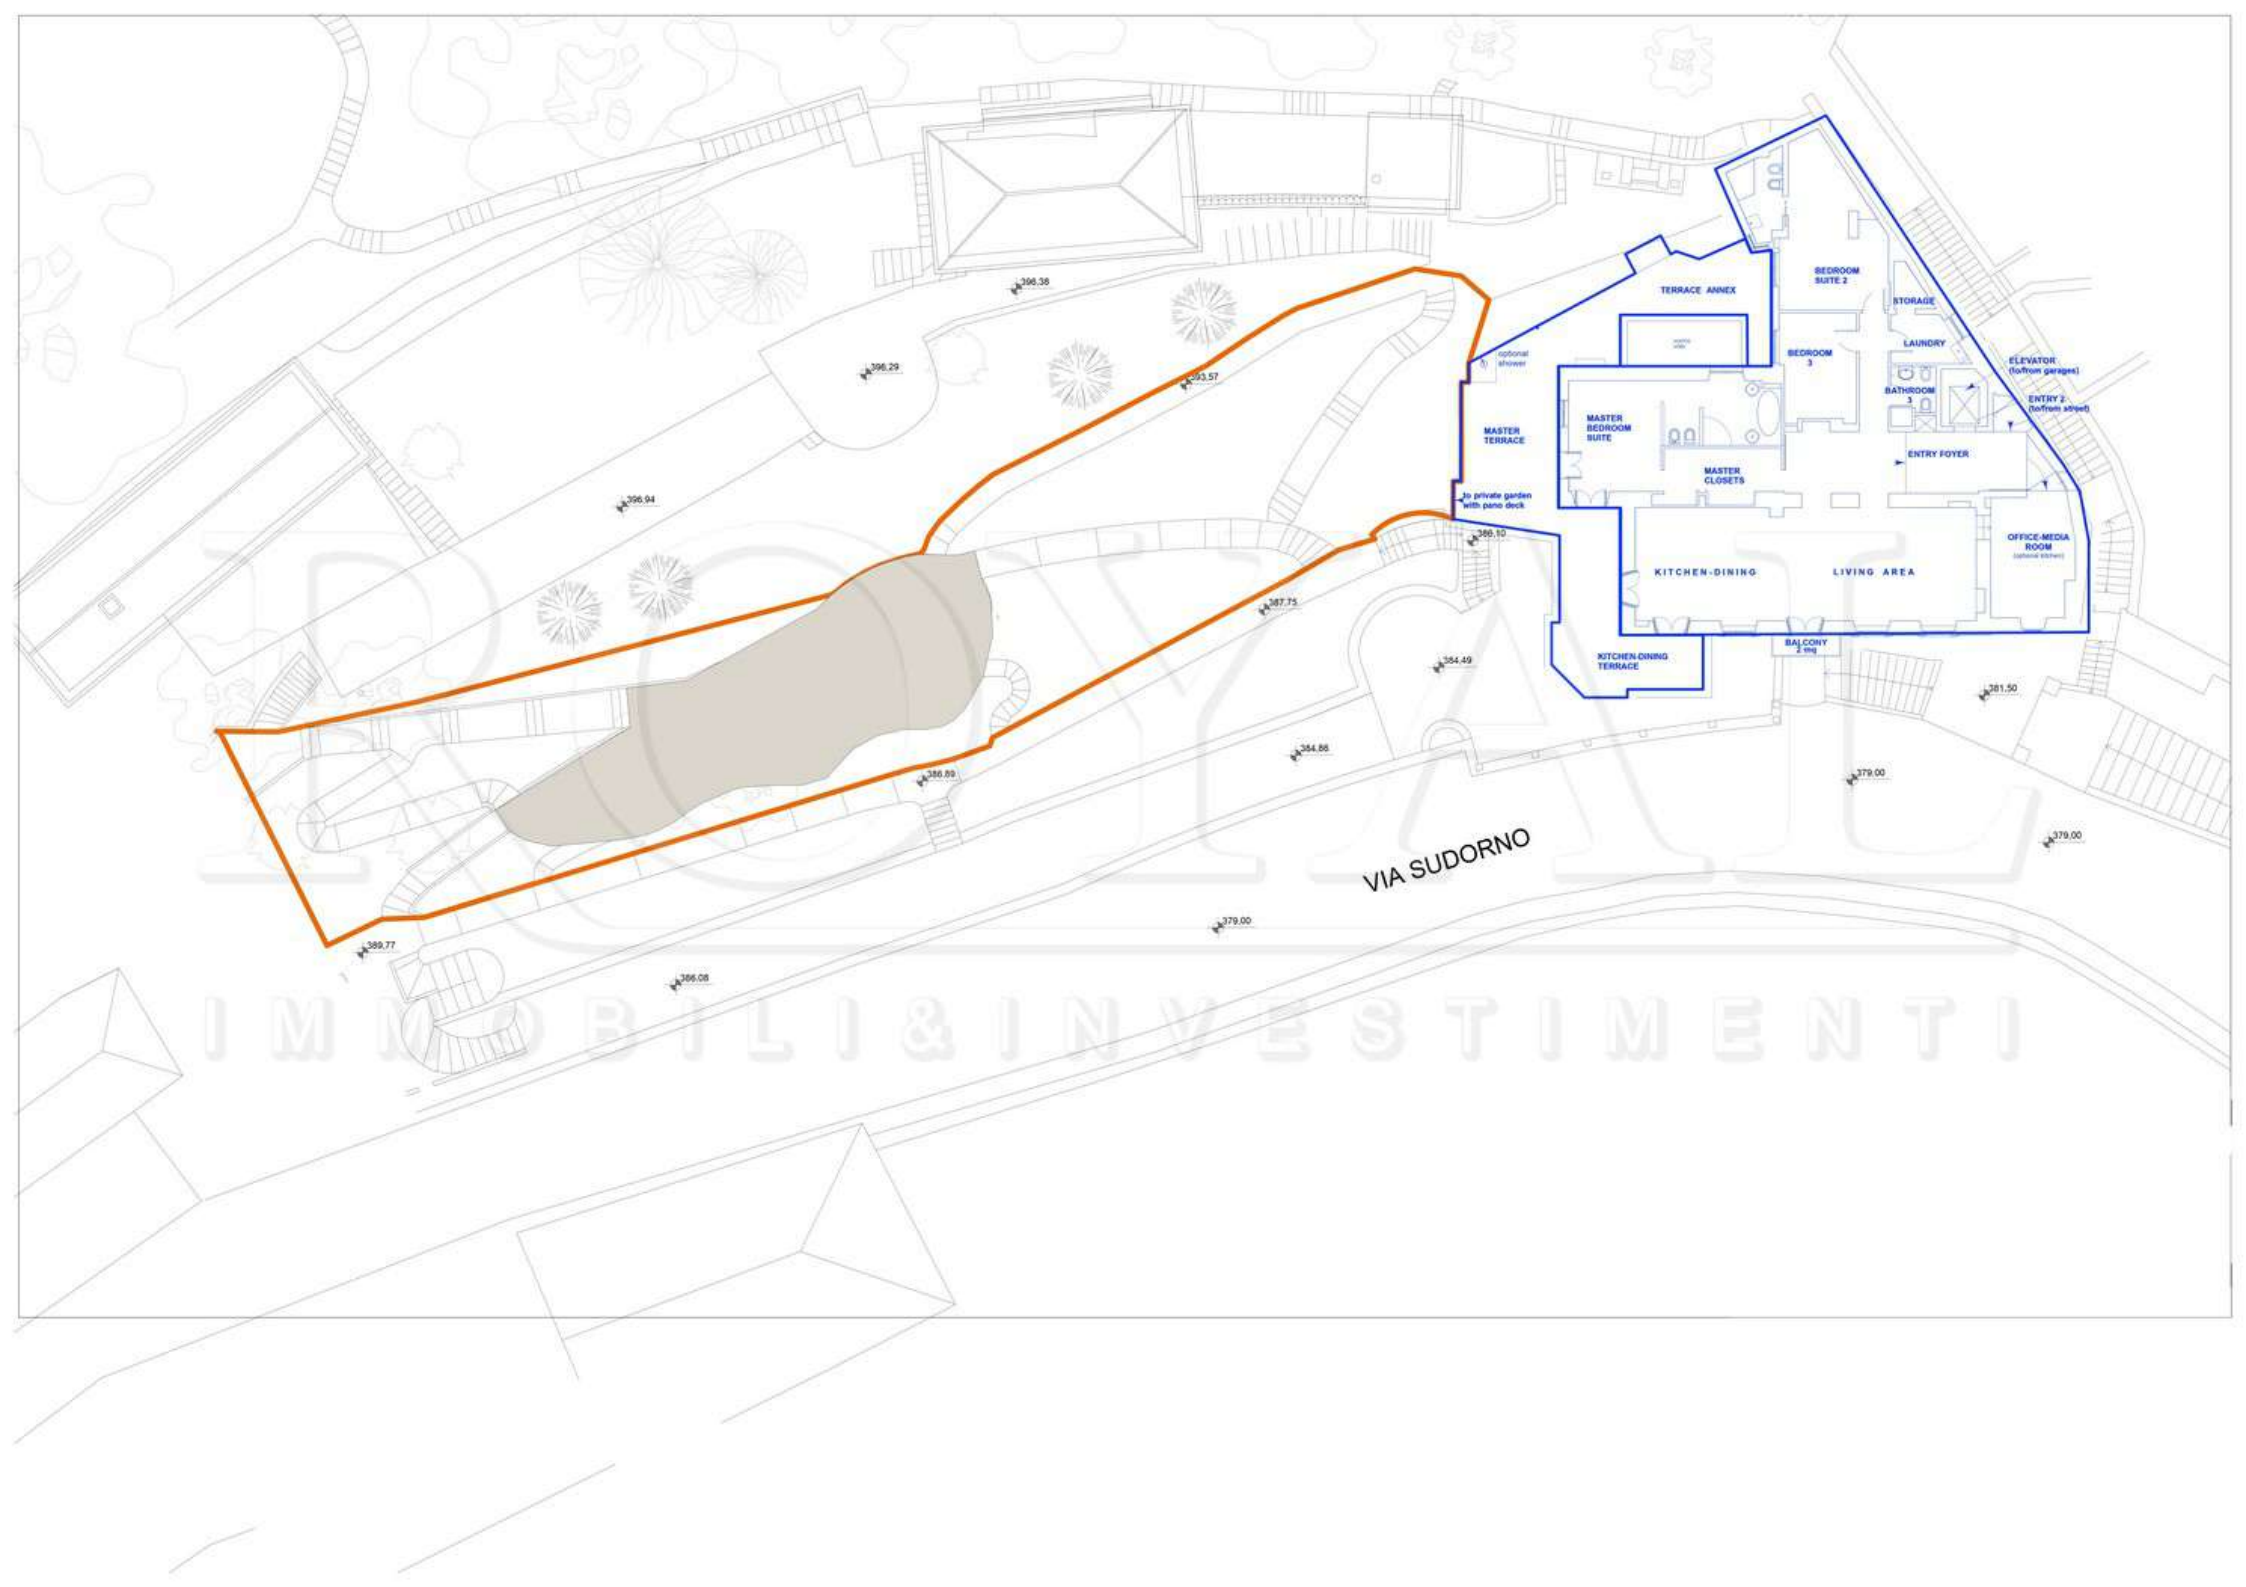 BEDROOM
SUITE 2
TERRACE ANNEX
396,38
STORAGE
LAUNDRY
BEDROOM
3
optional
shower
ELEVATOR
(to/from garages)
396,29
393,57
BATHROOM
3
ENTRY 2
(to/from street)
MASTER
BEDROOM
SUITE
MASTER
TERRACE
ENTRY FOYER
MASTER
CLOSETS
396,94
to private garden
with pano deck
386,10
OFFICE-MEDIA
ROOM
(optional kitchen)
KITCHEN-DINING
LIVING AREA
387,75
BALCONY
2 mq
KITCHEN-DINING
TERRACE
384,49
381,50
384,86
386,89
379,00
379,00
VIA SUDORNO
379,00
389,77
386,08
ROYAL
IMMOBILI&INVESTIMENTI